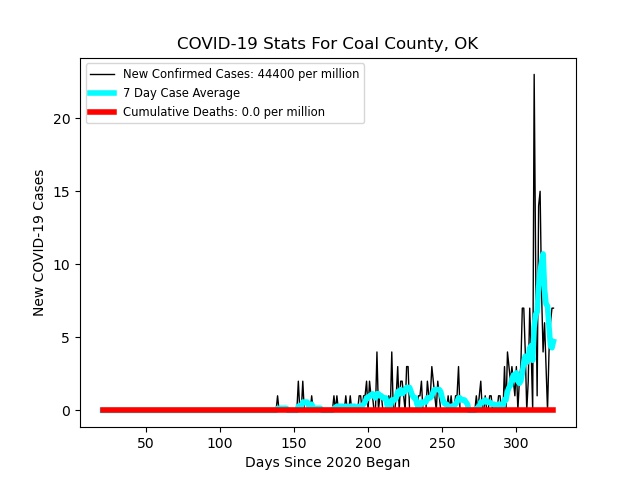 COVID-19 Stats For Coal County, OK
New Confirmed Cases: 44400 per million
7 Day Case Average
Cumulative Deaths: 0.0 per million
New COVID-19 Cases
20
15
10
5
0
50 100 150 200 250 300
Days Since 2020 Began